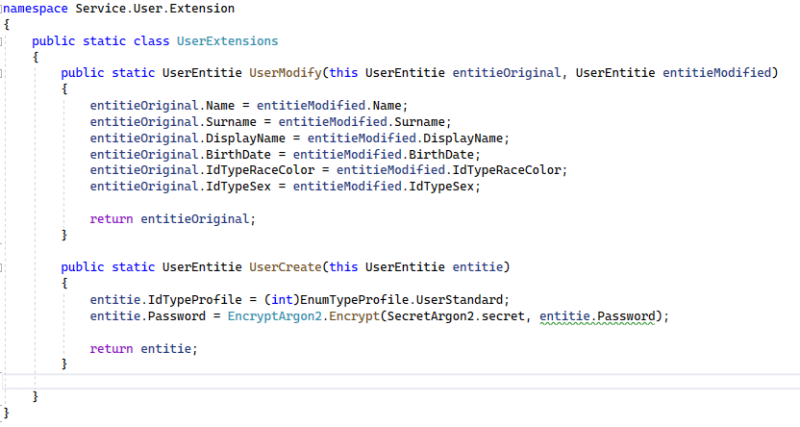 namespace Service.User.Extension
{
public static class UserExtensions
{
public static UserEntitie UserModify(this UserEntitie entitieOriginal, UserEntitie entitieModified)
{
entitieOriginal.Name = entitieModified.Name;
entitieOriginal.Surname = entitieModified.Surname;
entitieOriginal.DisplayName = entitieModified.DisplayName;
entitieOriginal.BirthDate = entitieModified.BirthDate;
entitieOriginal.IdTypeRaceColor = entitieModified.IdTypeRaceColor;
entitieOriginal.IdTypeSex = entitieModified.IdTypeSex;
return entitieOriginal;
}
public static UserEntitie UserCreate(this UserEntitie entitie)
{
entitie.IdTypeProfile = (int)EnumTypeProfile.UserStandard;
entitie.Password = EncryptArgon2.Encrypt(SecretArgon2.secret, entitie.Password);
return entitie;
}
}
}